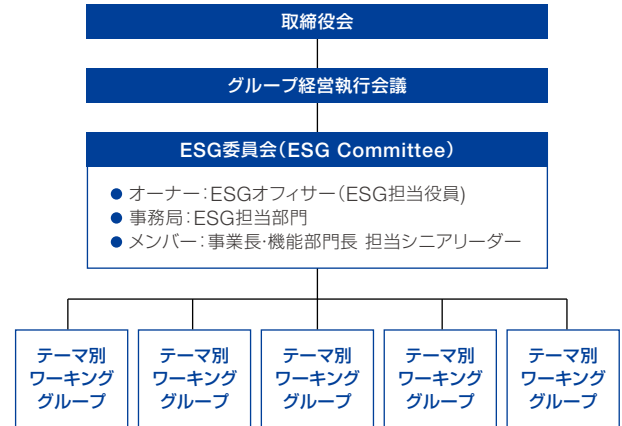 取締役会
グループ経営執行会議
ESG委員会(ESG Committee)
● オーナー:ESGオフィサー(ESG担当役員)
● 事務局:ESG担当部門
● メンバー:事業長・機能部門長 担当シニアリーダー
テーマ別
ワーキング
グループ
テーマ別
ワーキング
グループ
テーマ別
ワーキング
グループ
テーマ別
ワーキング
グループ
テーマ別
ワーキング
グループ